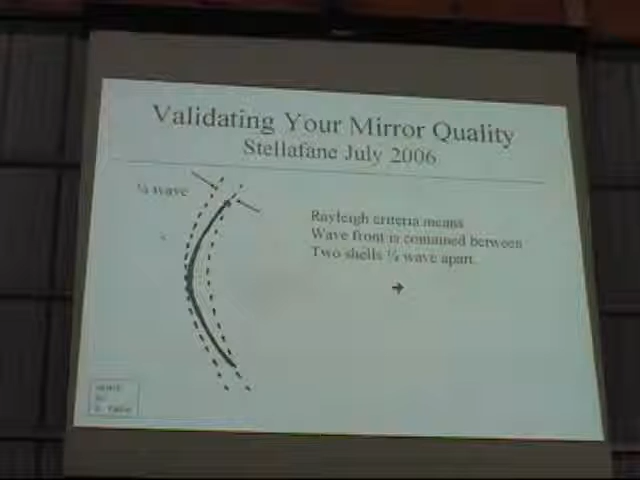 Validating Your Mirror Quality
Stellafane July 2006
¼ wave
Rayleigh criteria means
Wave front is contained between
Two shells ¼ wave apart.